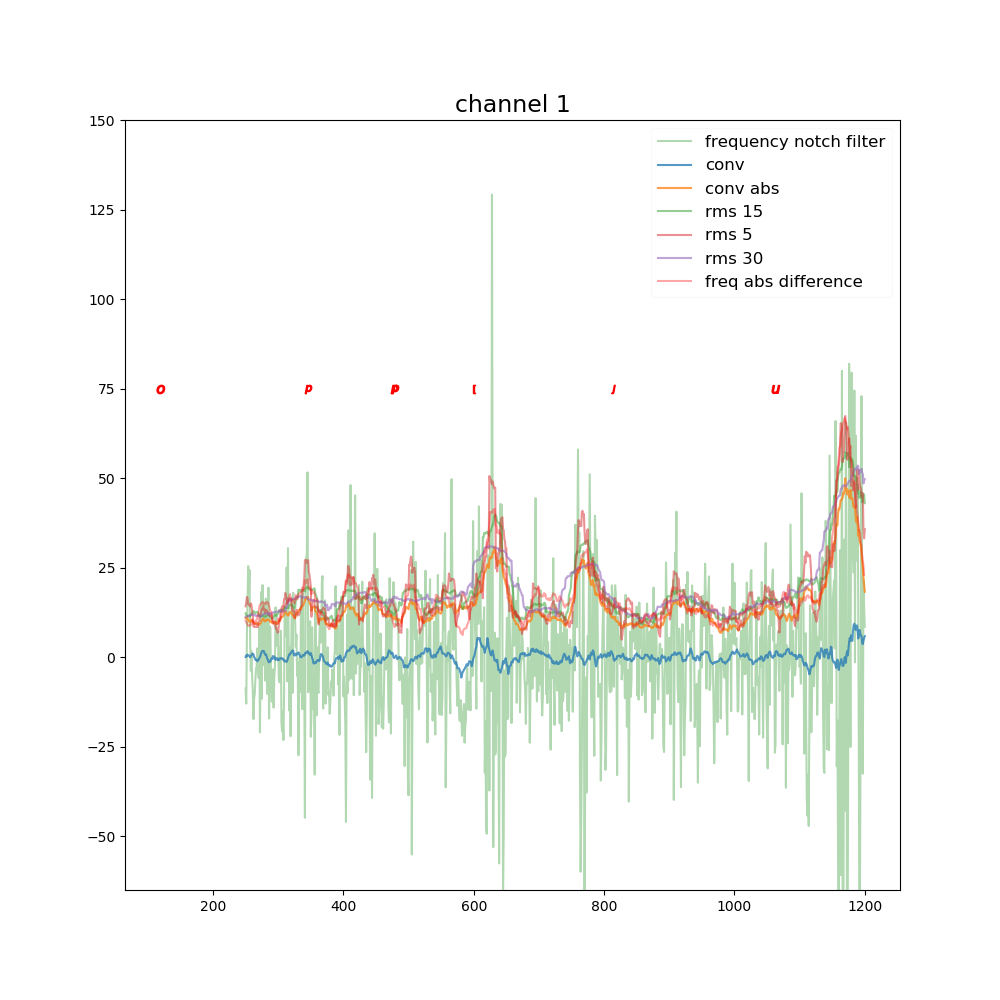 channel 1
150
125
100
75
50
25
0
−25
−50
frequency notch filter
conv
conv abs
rms 15
rms 5
rms 30
freq abs difference
o p p u
200 400 600 800 1000 1200